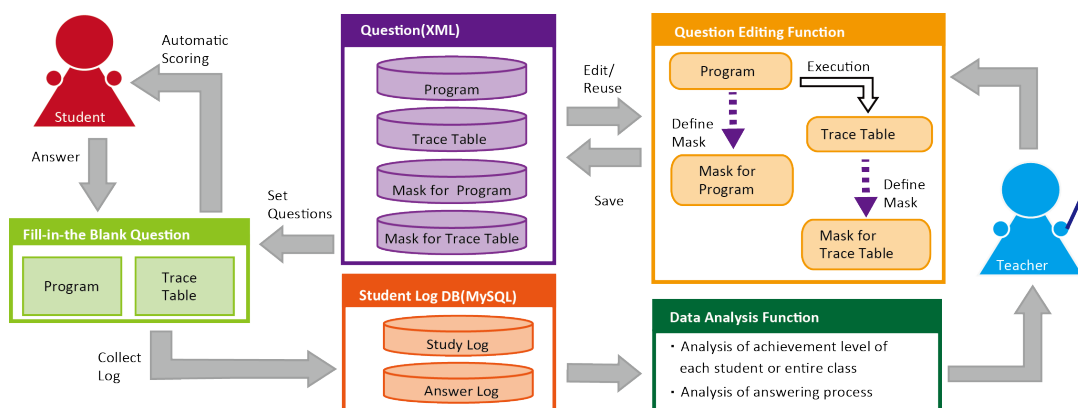 Automatic
Scoring
Student
Answer
Fill-in-the Blank Question
Program
Trace
Table
Collect
Log
Set
Questions
Question(XML)
Program
Trace Table
Mask for Program
Mask for Trace Table
Student Log DB(MySQL)
Study Log
Answer Log
Edit/
Reuse
Save
Question Editing Function
Program
Execution
Define
Mask
Trace Table
Mask for
Program
Define
Mask
Mask for
Trace Table
Teacher
Data Analysis Function
・Analysis of achievement level of
each student or entire class
・Analysis of answering process